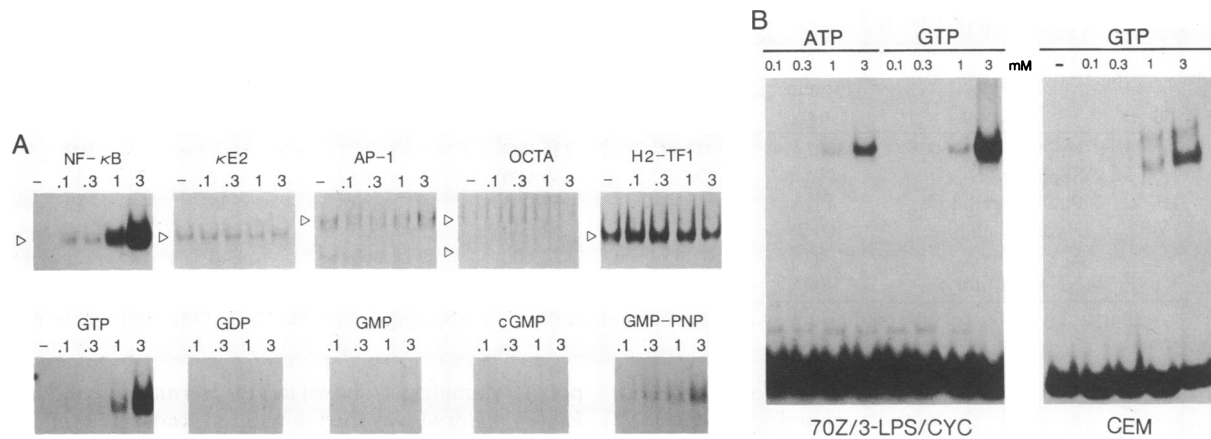 A
NF-κB κE2 AP-1 OCTA H2-TF1
- .1 .3 1 3 - .1 .3 1 3 - .1 .3 1 3 - .1 .3 1 3 - .1 .3 1 3
GTP GDP GMP cGMP GMP-PNP
- .1 .3 1 3 .1 .3 1 3 .1 .3 1 3 .1 .3 1 3 .1 .3 1 3
B
ATP GTP GTP
0.1 0.3 1 3 0.1 0.3 1 3 mM - 0.1 0.3 1 3
70Z/3-LPS/CYC CEM